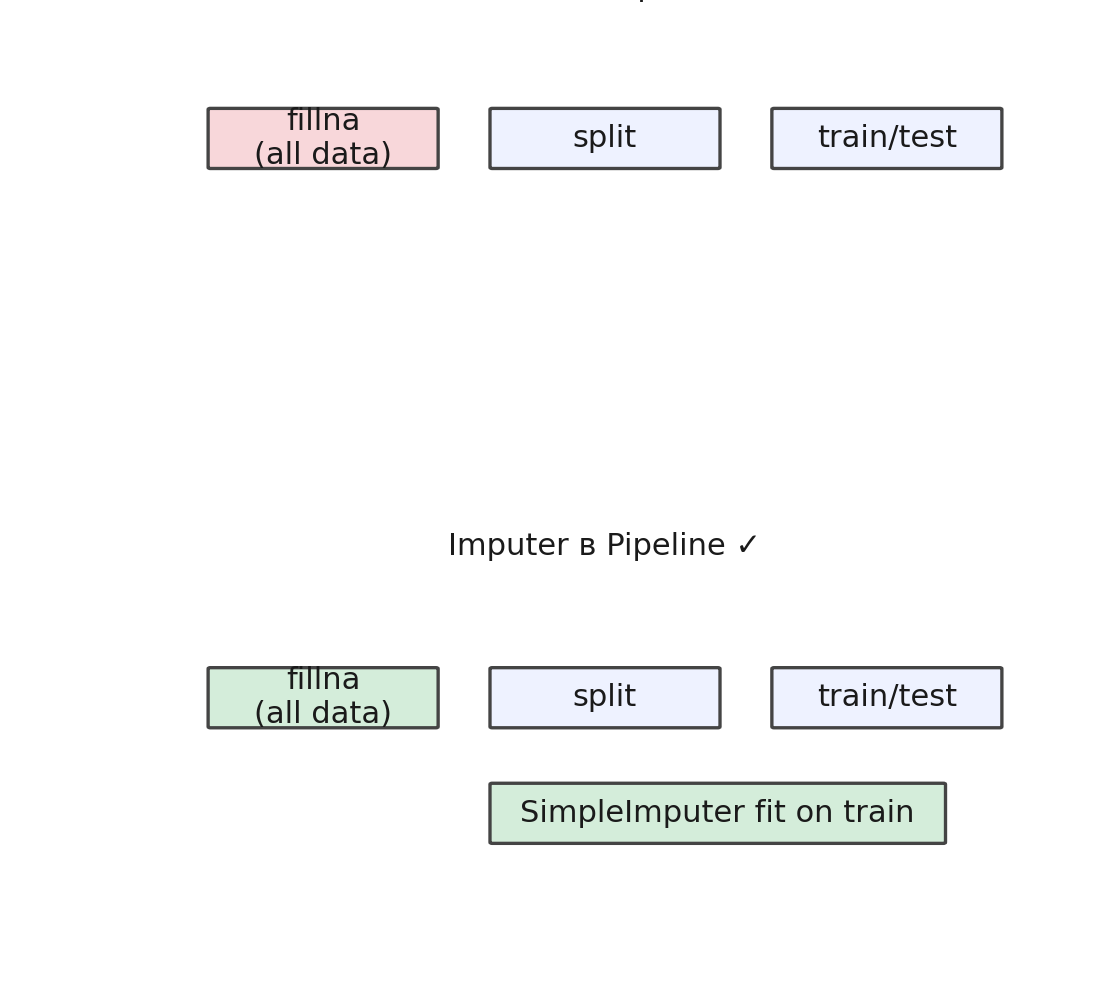 fillna
(all data)
split
train/test
Imputer в Pipeline ✓
fillna
(all data)
split
train/test
SimpleImputer fit on train